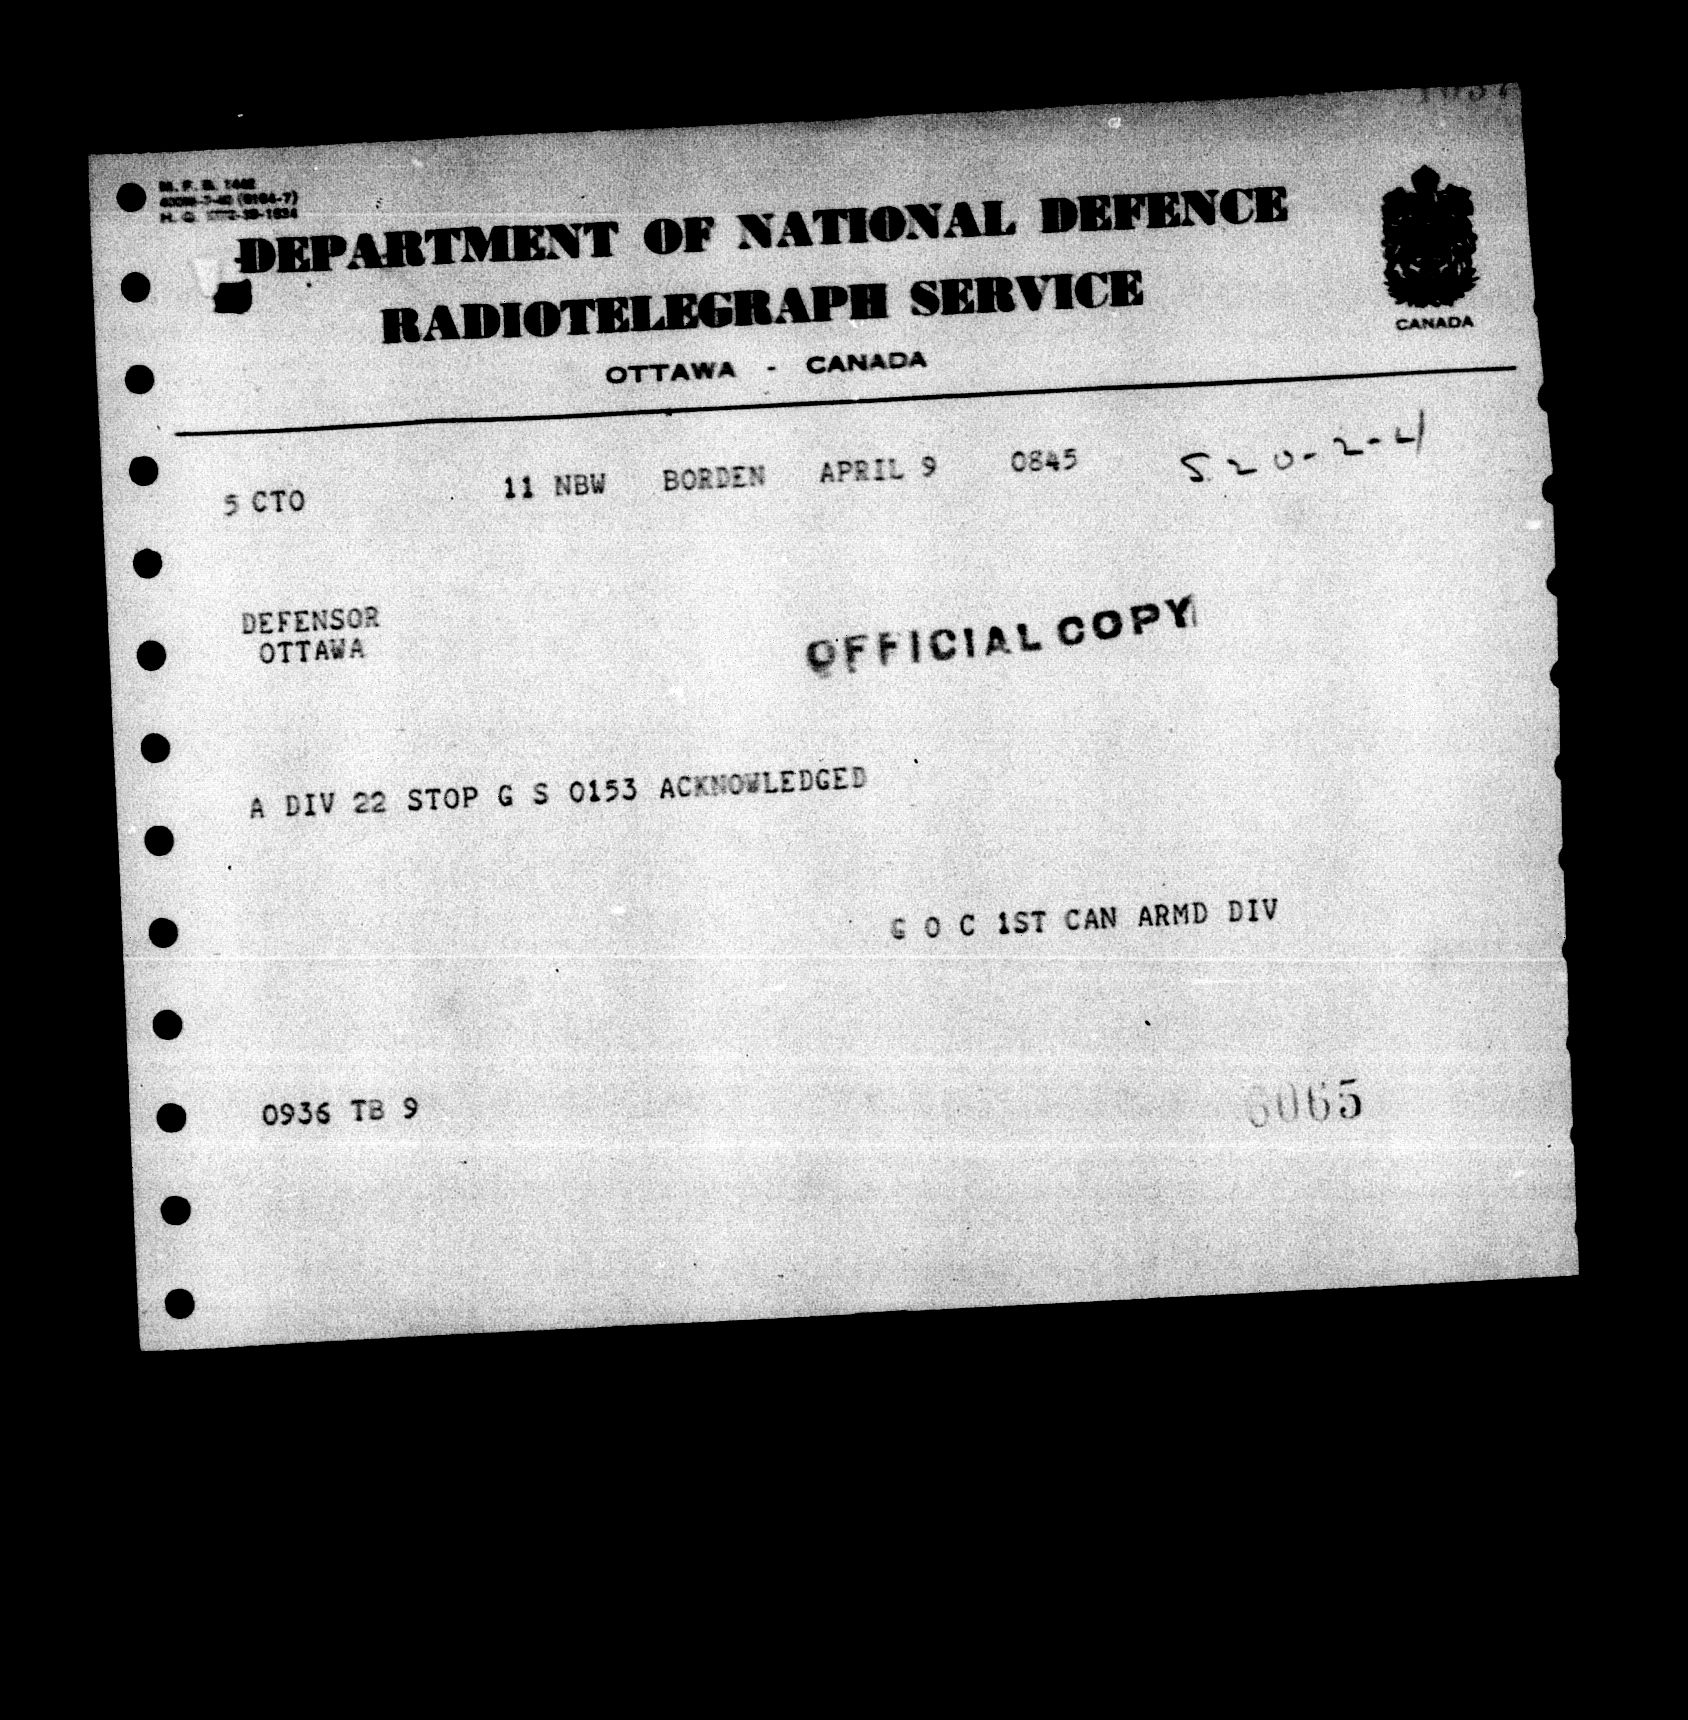 M. F. B. 1442
DEPARTMENT OF NATIONAL DEFENCE
RADIOTELEGRAPH SERVICE
OTTAWA - CANADA
CANADA
5 CTO 11 NBW BORDEN APRIL 9 0845 S. 20-2-4
DEFENSOR
OTTAWA
OFFICIAL COPY
A DIV 22 STOP G S 0153 ACKNOWLEDGED
G O C 1ST CAN ARMD DIV
0936 TB 9
6065